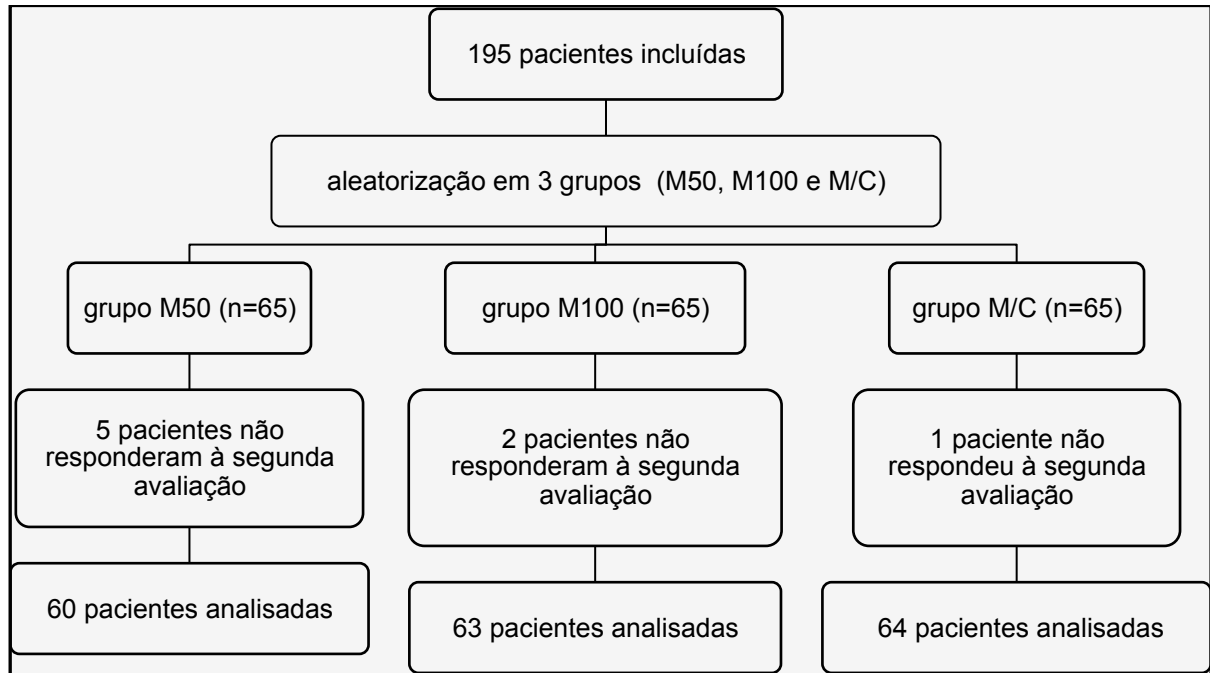 195 pacientes incluídas
aleatorização em 3 grupos (M50, M100 e M/C)
grupo M50 (n=65)
grupo M100 (n=65)
grupo M/C (n=65)
5 pacientes não
responderam à segunda
avaliação
2 pacientes não
responderam à segunda
avaliação
1 paciente não
respondeu à segunda
avaliação
60 pacientes analisadas
63 pacientes analisadas
64 pacientes analisadas